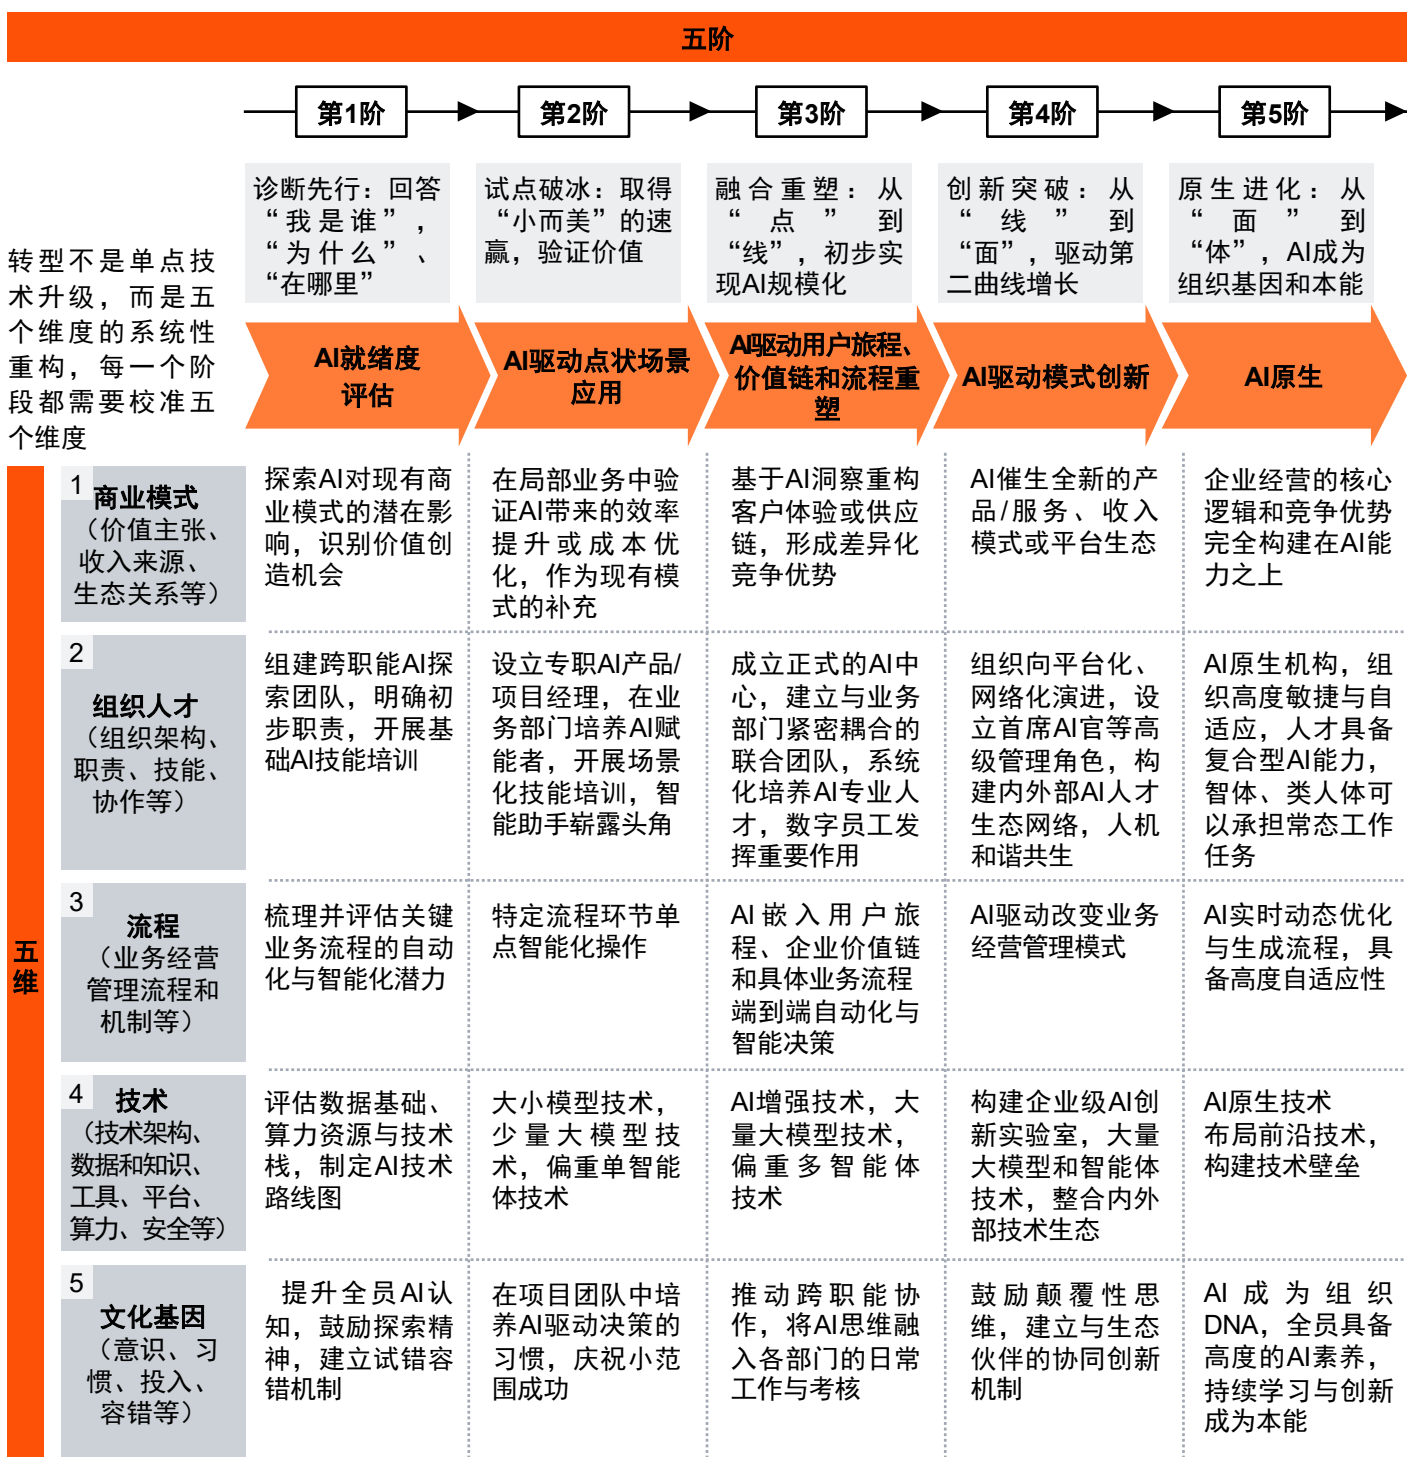 五阶
第1阶
第2阶
第3阶
第4阶
第5阶
诊断先行：回答
“我是谁”，
“为什么”、
“在哪里”
试点破冰：取得
“小而美”的速
赢，验证价值
融合重塑：从
“点”到
“线”，初步实
现AI规模化
创新突破：从
“线”到
“面”，驱动第
二曲线增长
原生进化：从
“面”到
“体”，AI成为
组织基因和本能
转型不是单点技
术升级，而是五
个维度的系统性
重构，每一个阶
段都需要校准五
个维度
AI就绪度
评估
AI驱动点状场景
应用
AI驱动用户旅程、
价值链和流程重
塑
AI驱动模式创新
AI原生
五
维
1
商业模式
（价值主张、
收入来源、
生态关系等）
探索AI对现有商
业模式的潜在影
响，识别价值创
造机会
在局部业务中验
证AI带来的效率
提升或成本优
化，作为现有模
式的补充
基于AI洞察重构
客户体验或供应
链，形成差异化
竞争优势
AI催生全新的产
品/服务、收入
模式或平台生态
企业经营的核心
逻辑和竞争优势
完全构建在AI能
力之上
2
组织人才
（组织架构、
职责、技能、
协作等）
组建跨职能AI探
索团队，明确初
步职责，开展基
础AI技能培训
设立专职AI产品/
项目经理，在业
务部门培养AI赋
能者，开展场景
化技能培训，智
能助手崭露头角
成立正式的AI中
心，建立与业务
部门紧密耦合的
联合团队，系统
化培养AI专业人
才，数字员工发
挥重要作用
组织向平台化、
网络化演进，设
立首席AI官等高
级管理角色，构
建内外部AI人才
生态网络，人机
和谐共生
AI原生机构，组
织高度敏捷与自
适应，人才具备
复合型AI能力，
智体、类人体可
以承担常态工作
任务
3
流程
（业务经营
管理流程和
机制等）
梳理并评估关键
业务流程的自动
化与智能化潜力
特定流程环节单
点智能化操作
AI嵌入用户旅
程、企业价值链
和具体业务流程
端到端自动化与
智能决策
AI驱动改变业务
经营管理模式
AI实时动态优化
与生成流程，具
备高度自适应性
4
技术
（技术架构、
数据和知识、
工具、平台、
算力、安全等）
评估数据基础、
算力资源与技术
栈，制定AI技术
路线图
大小模型技术，
少量大模型技
术，偏重单智能
体技术
AI增强技术，大
量大模型技术，
偏重多智能体
技术
构建企业级AI创
新实验室，大量
大模型和智能体
技术，整合内外
部技术生态
AI原生技术
布局前沿技术，
构建技术壁垒
5
文化基因
（意识、习
惯、投入、
容错等）
提升全员AI认
知，鼓励探索精
神，建立试错容
错机制
在项目团队中培
养AI驱动决策的
习惯，庆祝小范
围成功
推动跨职能协
作，将AI思维融
入各部门的日常
工作与考核
鼓励颠覆性思
维，建立与生态
伙伴的协同创新
机制
AI成为组织
DNA，全员具备
高度的AI素养，
持续学习与创新
成为本能